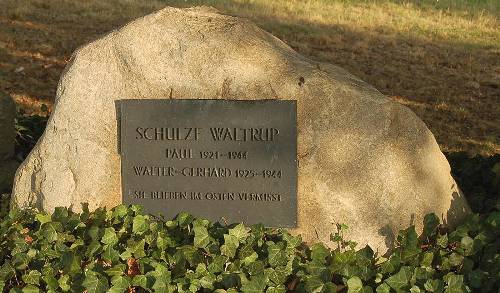 SCHULZE WALTRUP
PAUL 1921-1944
WALTER-GERHARD 1925-1944
SIE BLIEBEN IM OSTEN VERMISST